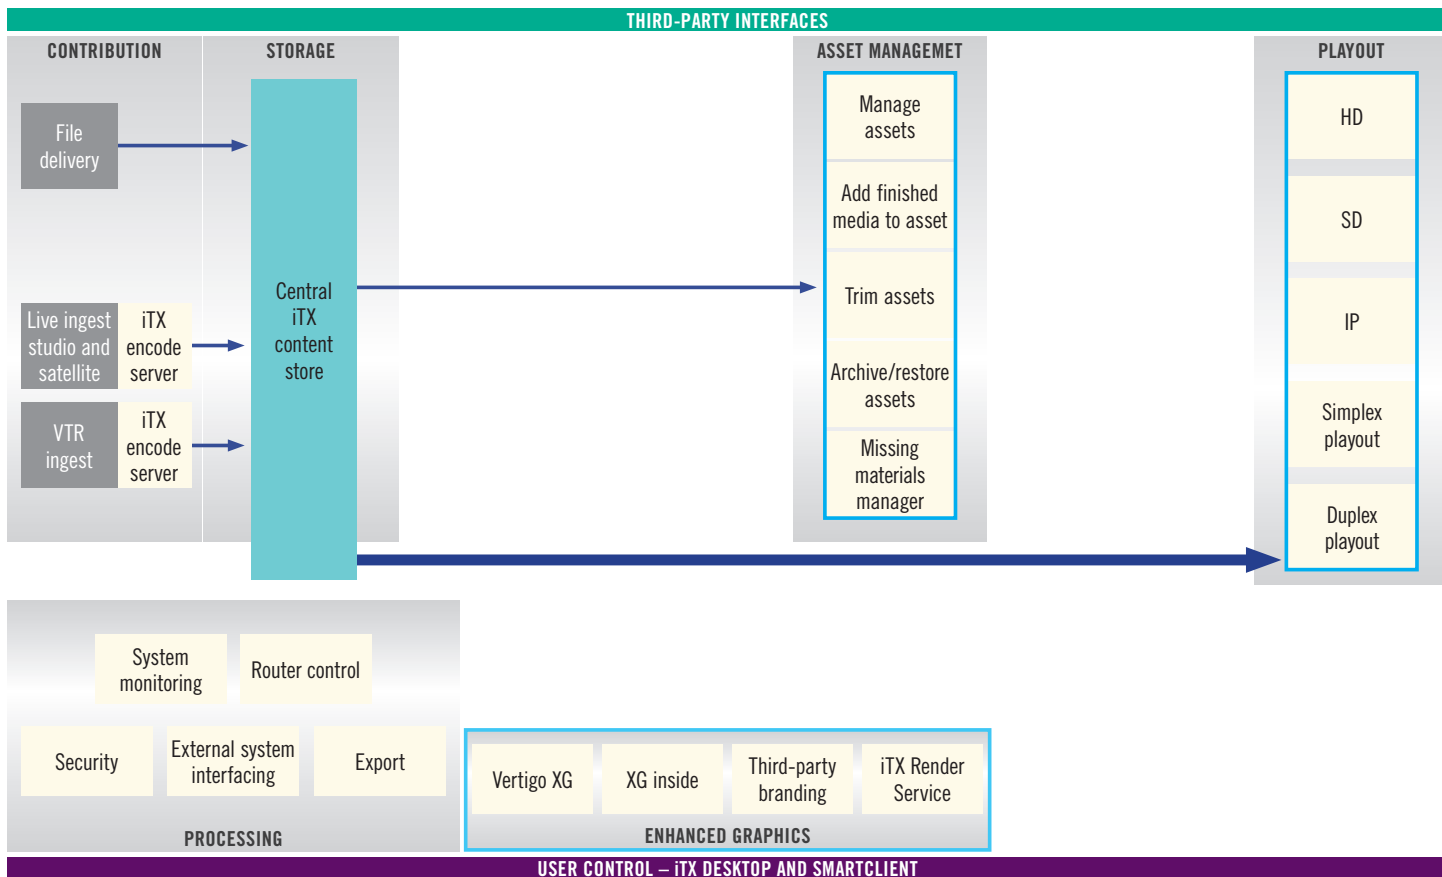 THIRD-PARTY INTERFACES
CONTRIBUTION
STORAGE
ASSET MANAGEMET
PLAYOUT
File
delivery
Live ingest
studio and
satellite
iTX
encode
server
VTR
ingest
iTX
encode
server
Central
iTX
content
store
Manage
assets
Add finished
media to asset
Trim assets
Archive/restore
assets
Missing
materials
manager
HD
SD
IP
Simplex
playout
Duplex
playout
System
monitoring
Router control
Security
External system
interfacing
Export
PROCESSING
Vertigo XG
XG inside
Third-party
branding
iTX Render
Service
ENHANCED GRAPHICS
USER CONTROL – iTX DESKTOP AND SMARTCLIENT